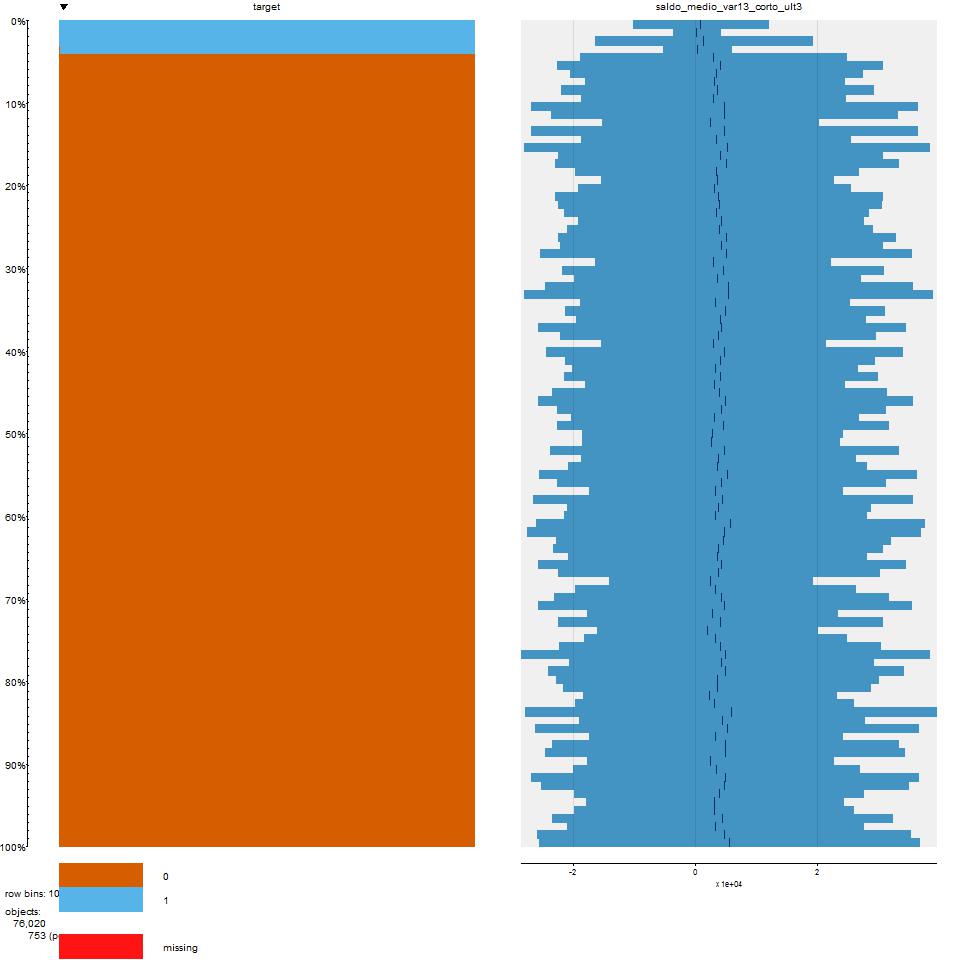 target saldo_medio_var13_corto_ult3
0%
10%
20%
30%
40%
50%
60%
70%
80%
90%
100%
-2 0 2
x 1e+04
0
row bins: 10
1
objects:
76,020
753 (p
missing